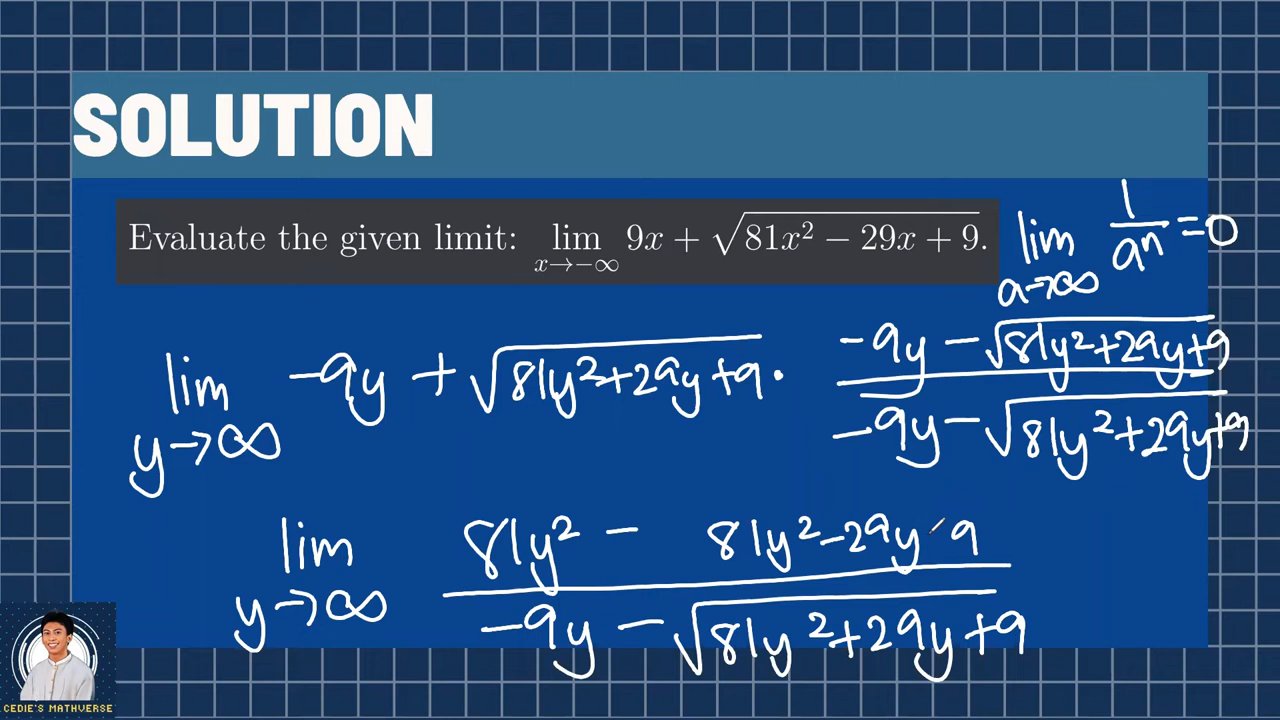 SOLUTION
Evaluate the given limit: lim x→−∞ 9x + √(81x² − 29x + 9).
lim a→∞ 1/aⁿ = 0
lim y→∞ -9y + √(81y²+29y+9) · (-9y - √(81y²+29y+9))/(-9y - √(81y²+29y+9))
lim y→∞ (81y² - 81y² - 29y 9)/(-9y - √(81y²+29y+9))
CEDIE'S MATHVERSE